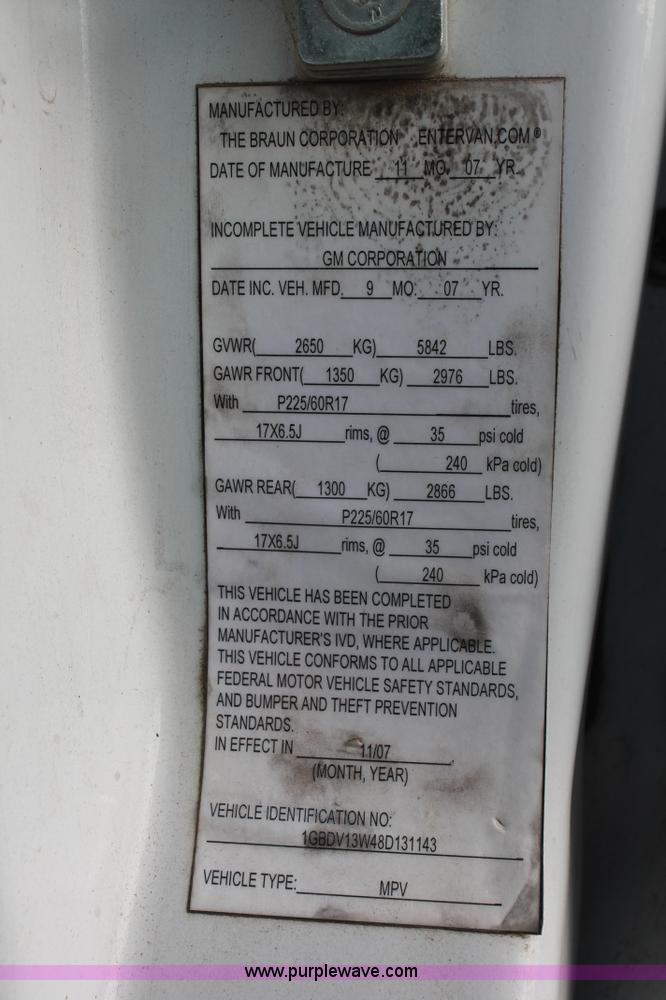 MANUFACTURED BY:
THE BRAUN CORPORATION ENTERVAN.COM®
DATE OF MANUFACTURE 11 MO. 07 YR.
INCOMPLETE VEHICLE MANUFACTURED BY:
GM CORPORATION
DATE INC. VEH. MFD. 9 MO. 07 YR.
GVWR( 2650 KG) 5842 LBS.
GAWR FRONT( 1350 KG) 2976 LBS.
With P225/60R17 tires,
17X6.5J rims, @ 35 psi cold
( 240 kPa cold)
GAWR REAR( 1300 KG) 2866 LBS.
With P225/60R17 tires,
17X6.5J rims, @ 35 psi cold
( 240 kPa cold)
THIS VEHICLE HAS BEEN COMPLETED
IN ACCORDANCE WITH THE PRIOR
MANUFACTURER'S IVD, WHERE APPLICABLE.
THIS VEHICLE CONFORMS TO ALL APPLICABLE
FEDERAL MOTOR VEHICLE SAFETY STANDARDS,
AND BUMPER AND THEFT PREVENTION
STANDARDS.
IN EFFECT IN 11/07 ,
(MONTH, YEAR)
VEHICLE IDENTIFICATION NO:
1GBDV13W48D131143
VEHICLE TYPE: MPV
www.purplewave.com